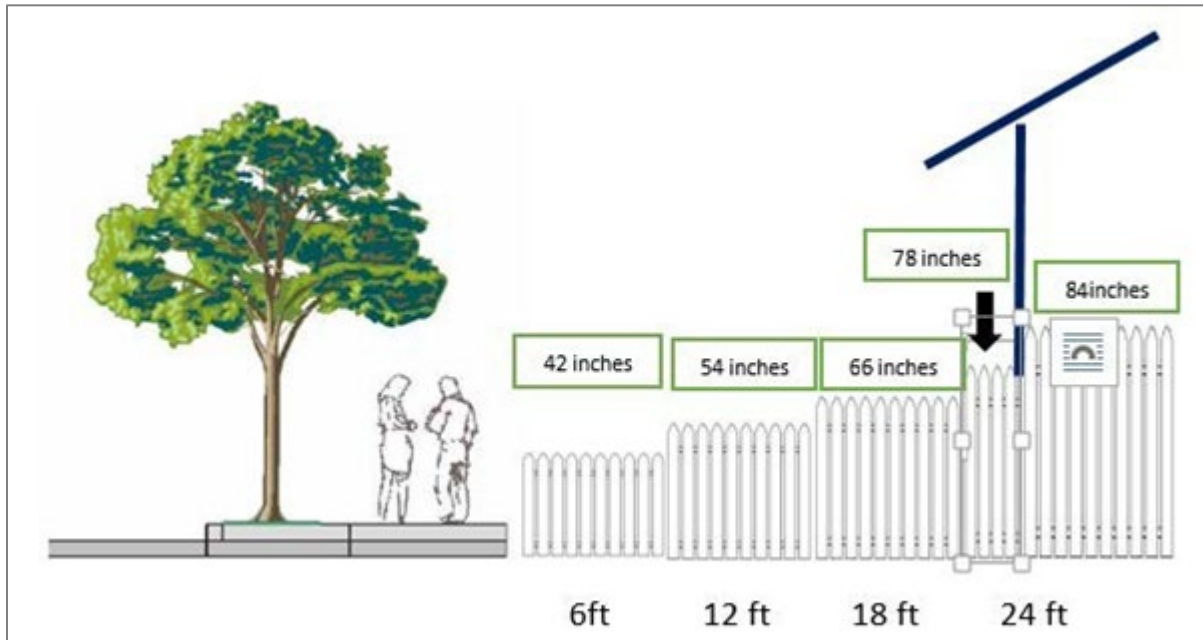 78 inches
84inches
42 inches
54 inches
66 inches
6ft
12 ft
18 ft
24 ft